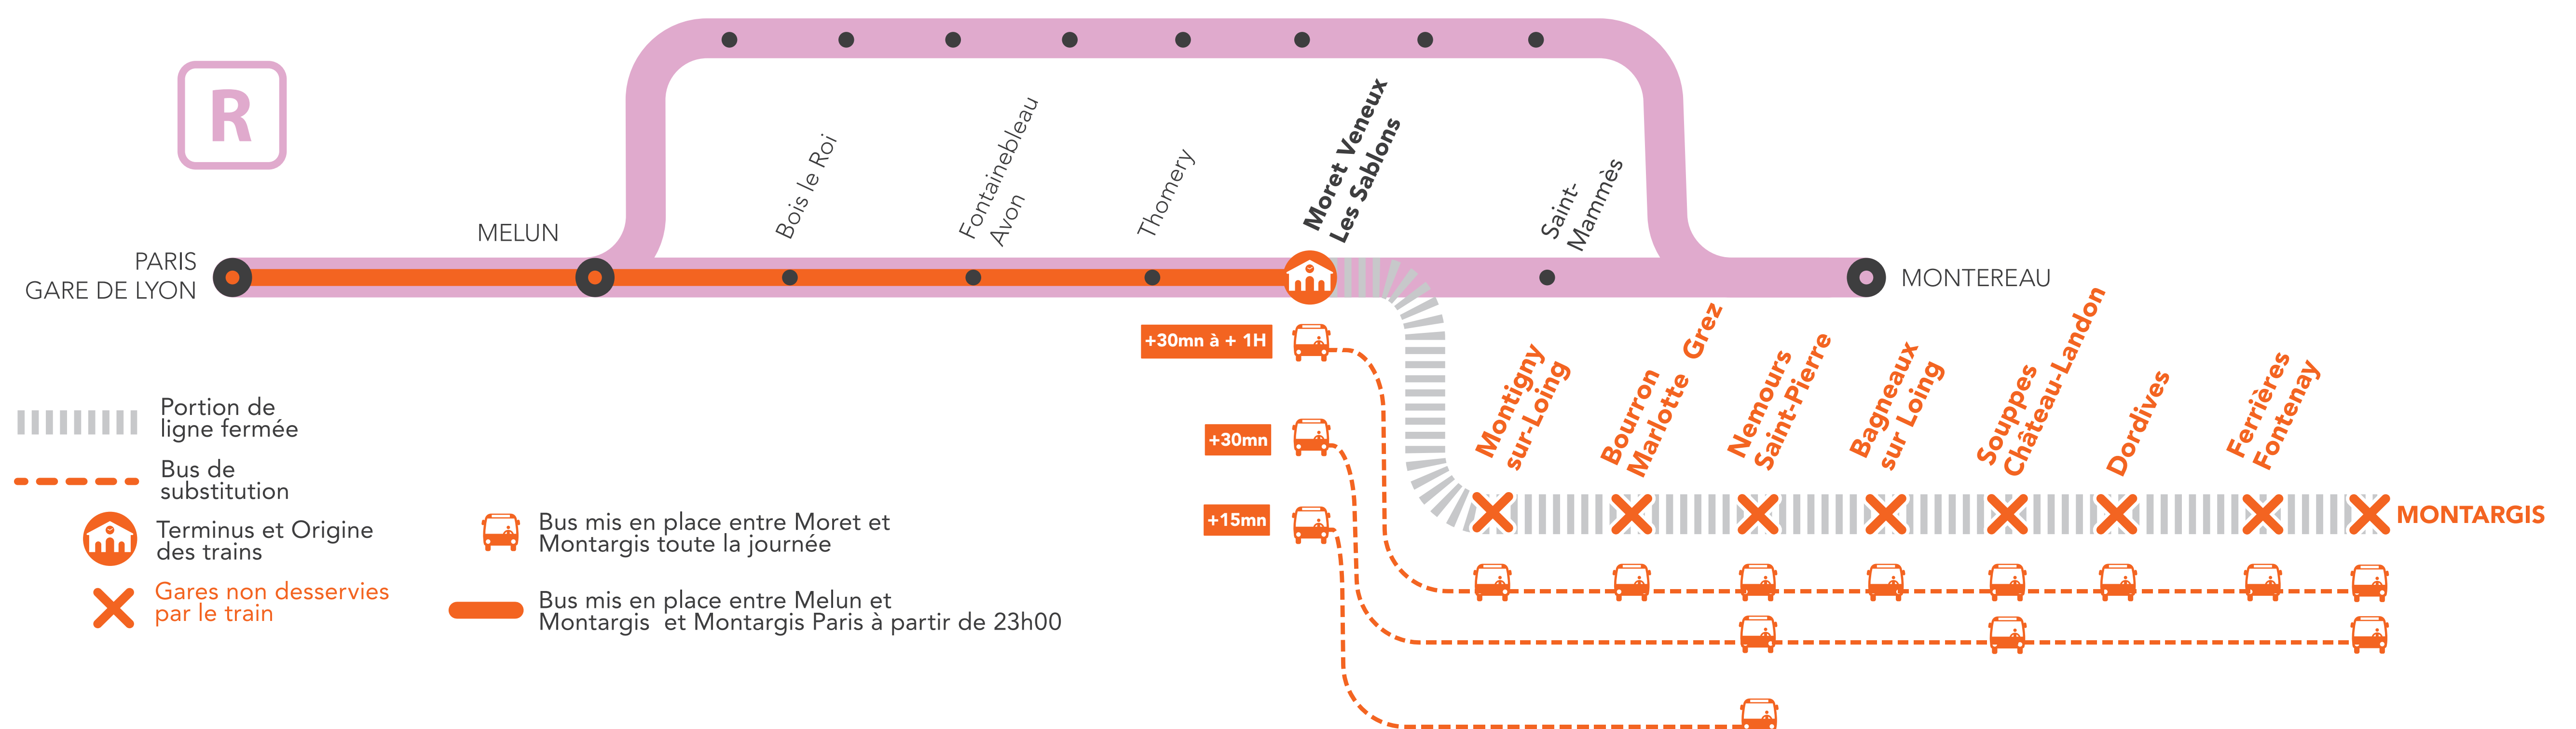 R
PARIS
GARE DE LYON
MELUN
Bois le Roi
Fontainebleau
Avon
Thomery
Moret Veneux
Les Sablons
Saint-
Mammès
MONTEREAU
+30mn à + 1H
+30mn
+15mn
Montigny
sur-Loing
Bourron
Marlotte Grez
Nemours
Saint-Pierre
Bagneaux
sur Loing
Souppes
Château-Landon
Dordives
Ferrières
Fontenay
MONTARGIS
Portion de
ligne fermée
Bus de
substitution
Terminus et Origine
des trains
Gares non desservies
par le train
Bus mis en place entre Moret et
Montargis toute la journée
Bus mis en place entre Melun et
Montargis et Montargis Paris à partir de 23h00